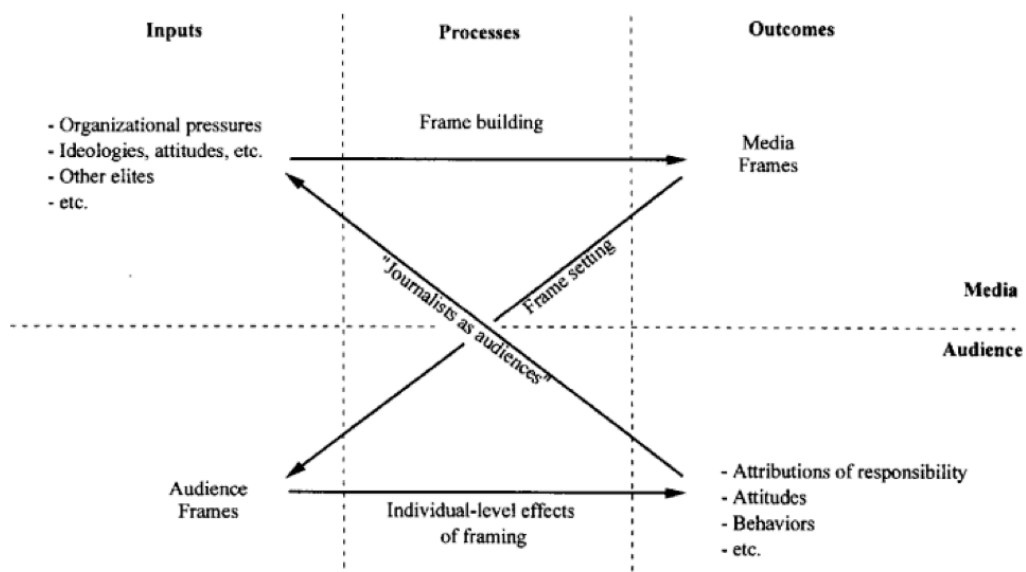 Inputs
Processes
Outcomes
- Organizational pressures
- Ideologies, attitudes, etc.
- Other elites
- etc.
Frame building
Media
Frames
"Journalists as audiences"
Frame setting
Media
Audience
Audience
Frames
Individual-level effects
of framing
- Attributions of responsibility
- Attitudes
- Behaviors
- etc.